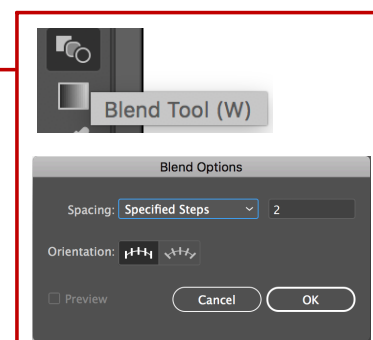 Blend Tool (W)
Blend Options
Spacing: Specified Steps 2
Orientation:
Preview Cancel OK